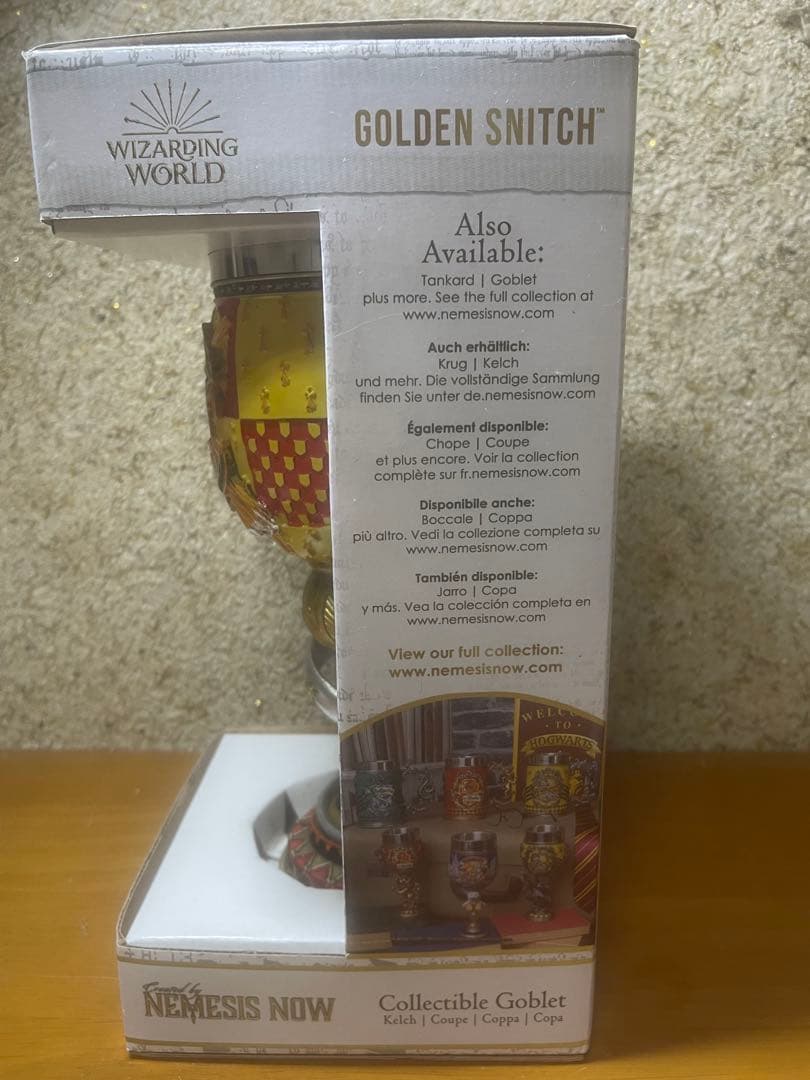 WIZARDING
WORLD
GOLDEN SNITCH™
Also
Available:
Tankard | Goblet
plus more. See the full collection at
www.nemesisnow.com
Auch erhältlich:
Krug | Kelch
und mehr. Die vollständige Sammlung
finden Sie unter de.nemesisnow.com
Également disponible:
Chope | Coupe
et plus encore. Voir la collection
complète sur fr.nemesisnow.com
Disponibile anche:
Boccale | Coppa
più altro. Vedi la collezione completa su
www.nemesisnow.com
También disponible:
Jarro | Copa
y más. Vea la colección completa en
www.nemesisnow.com
View our full collection:
www.nemesisnow.com
TO
HOGWARTS
Created by
NEMESIS NOW
Collectible Goblet
Kelch | Coupe | Coppa | Copa